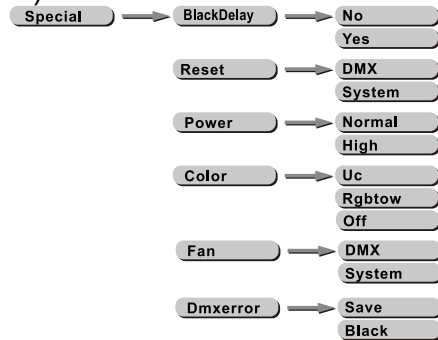 Special BlackDelay No
Yes
Reset DMX
System
Power Normal
High
Color Uc
Rgbtow
Off
Fan DMX
System
Dmxerror Save
Black